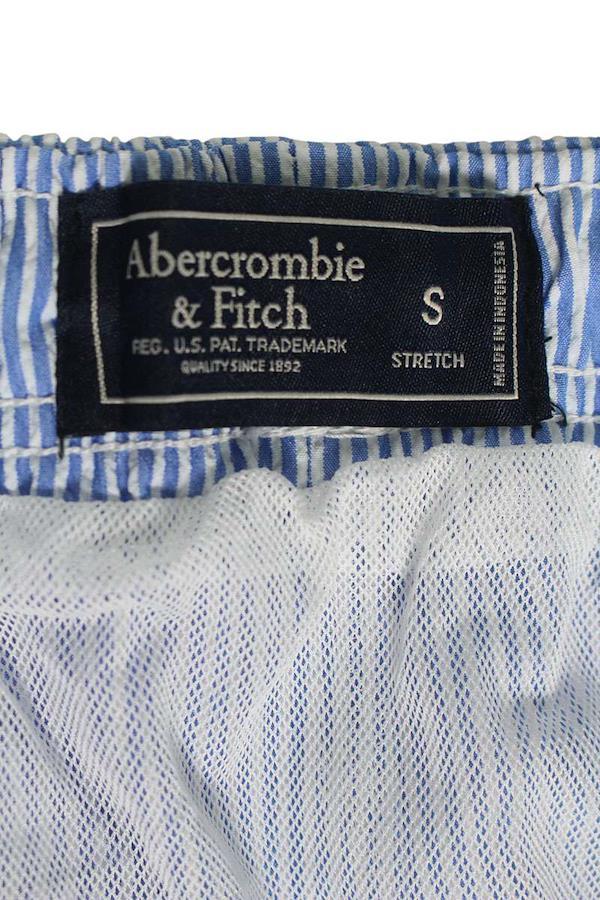 Abercrombie
& Fitch
REG. U.S. PAT. TRADEMARK
QUALITY SINCE 1892
S
STRETCH
MADE IN INDONESIA